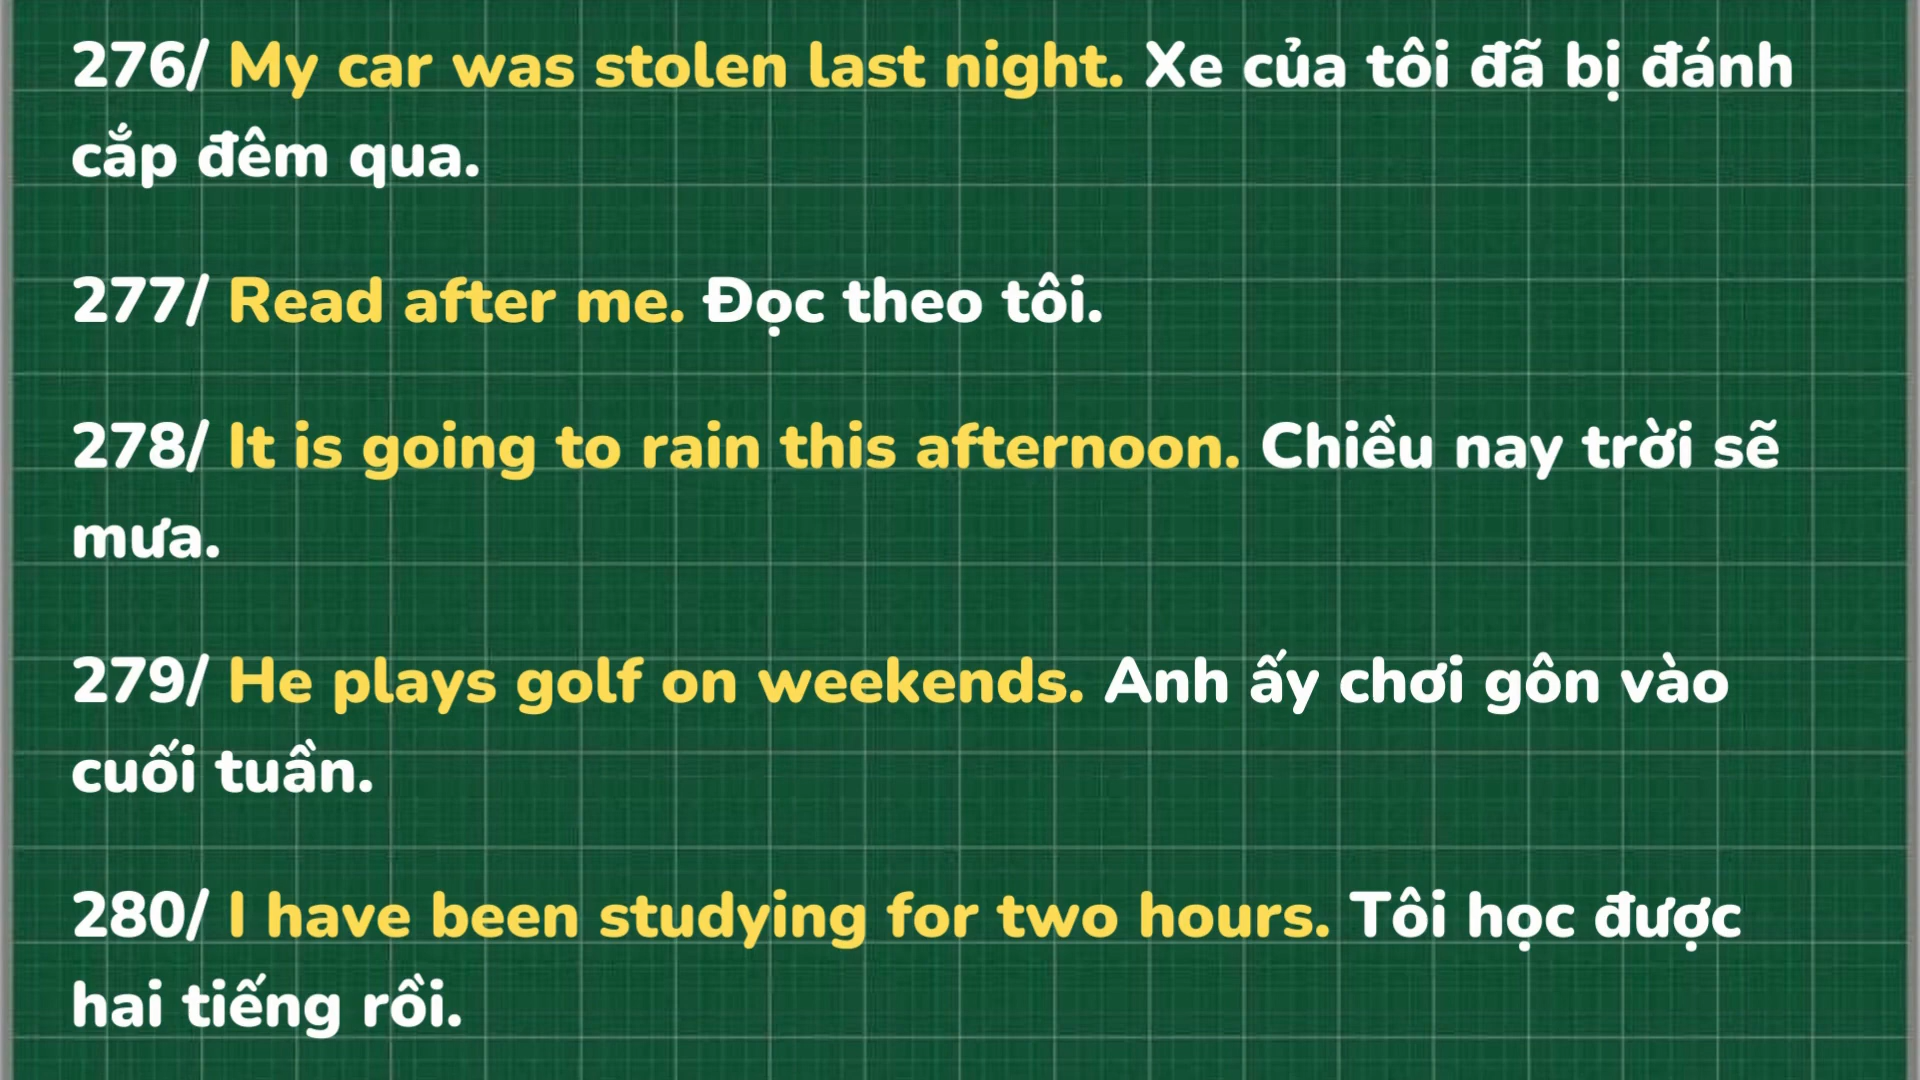 276/ My car was stolen last night. Xe của tôi đã bị đánh
cắp đêm qua.
277/ Read after me. Đọc theo tôi.
278/ It is going to rain this afternoon. Chiều nay trời sẽ
mưa.
279/ He plays golf on weekends. Anh ấy chơi gôn vào
cuối tuần.
280/ I have been studying for two hours. Tôi học được
hai tiếng rồi.